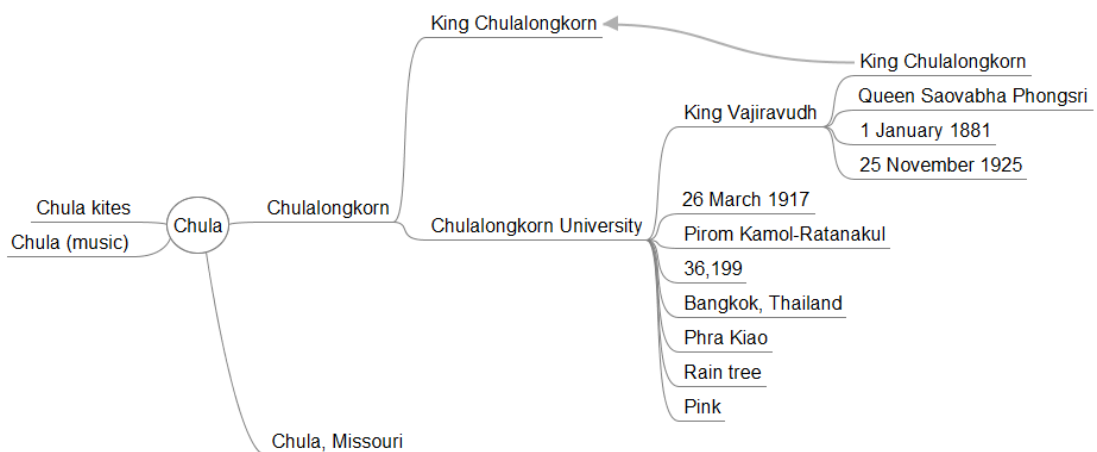 King Chulalongkorn
King Chulalongkorn
Queen Saovabha Phongsri
King Vajiravudh
1 January 1881
25 November 1925
Chula kites
Chula
Chulalongkorn
26 March 1917
Chula (music)
Chulalongkorn University
Pirom Kamol-Ratanakul
36,199
Bangkok, Thailand
Phra Kiao
Rain tree
Pink
Chula, Missouri